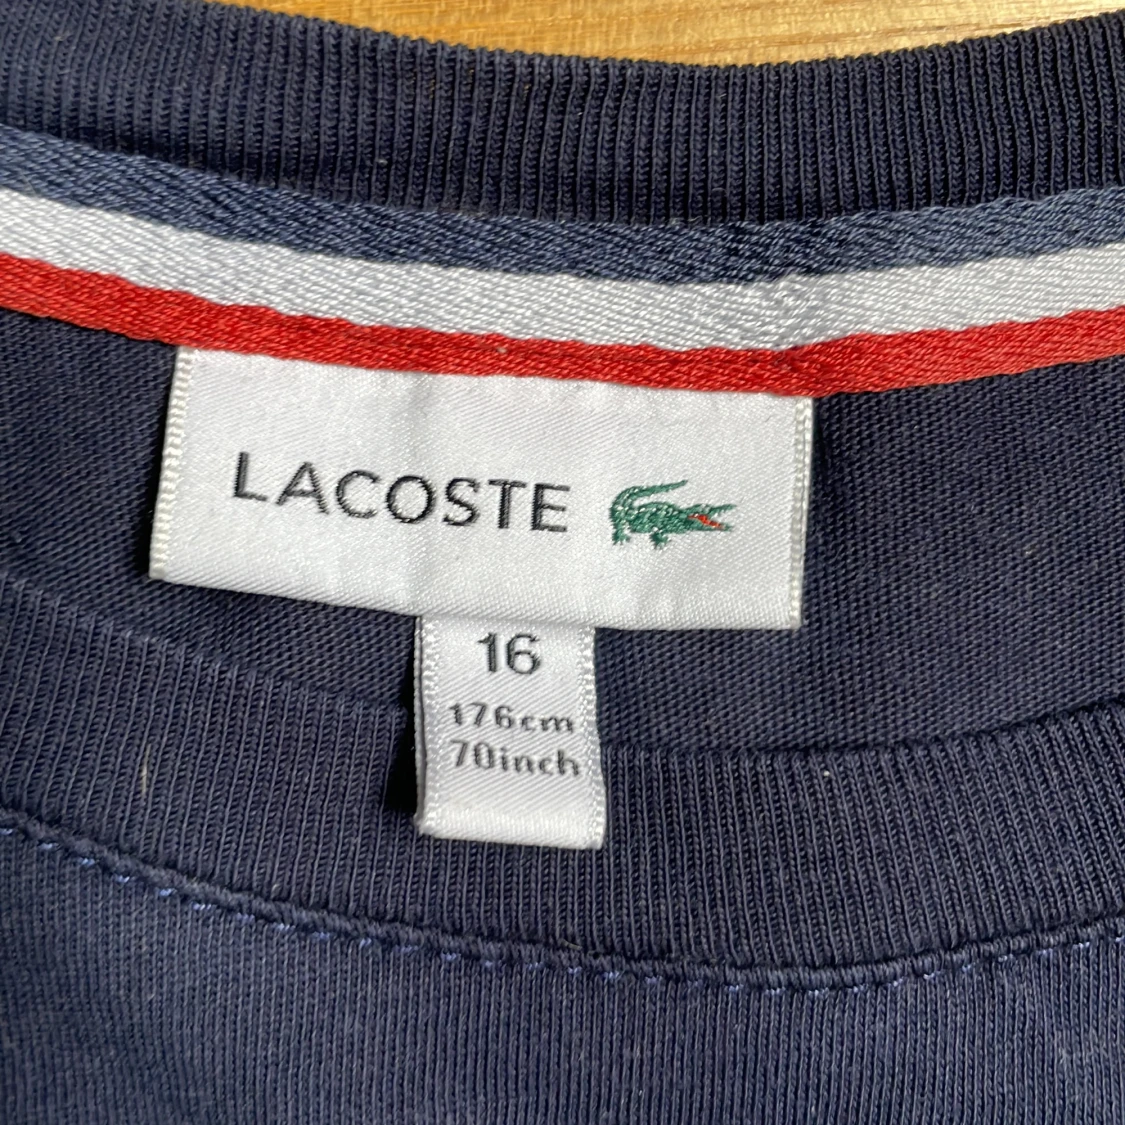 LACOSTE
16
176cm
70inch